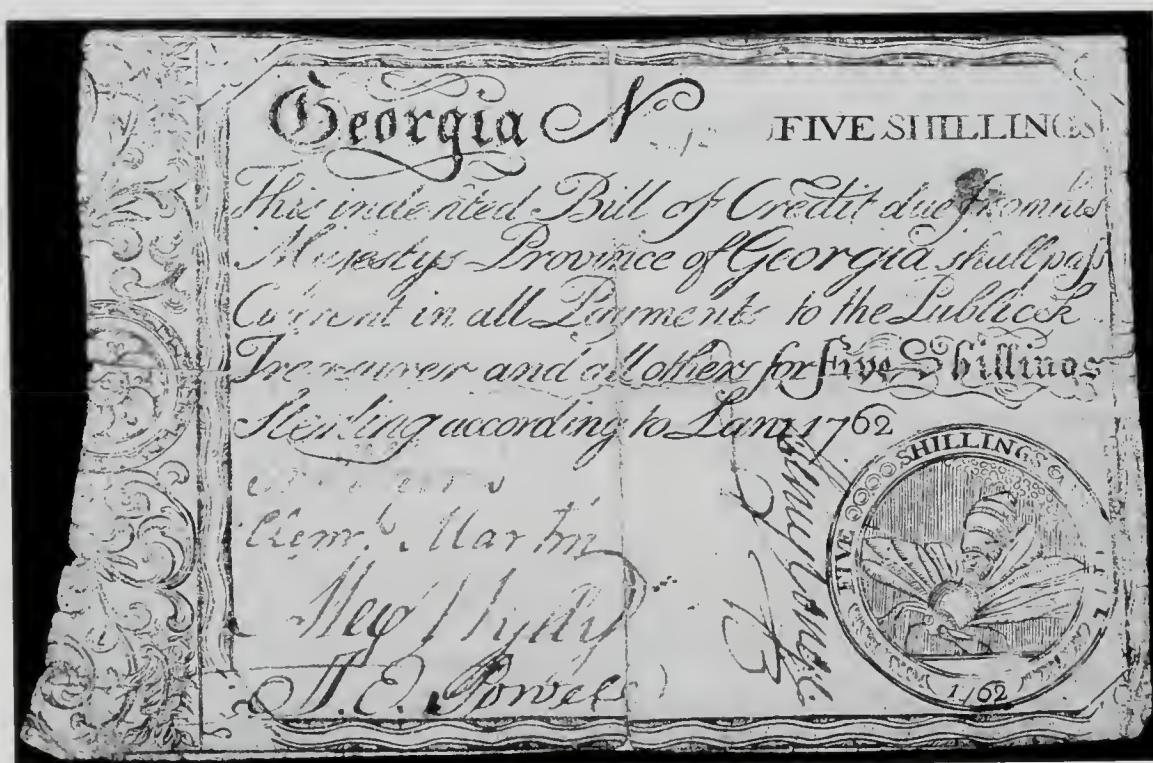 Georgia No FIVE SHILLINGS
This indented Bill of Credit due from his
Majestys Province of Georgia shall pass
Current in all Payments to the Publick
Treasurer and all others for Five Shillings
Sterling according to Law 1762
FIVE SHILLINGS
1762
Clemt. Martin
J. E. Powell